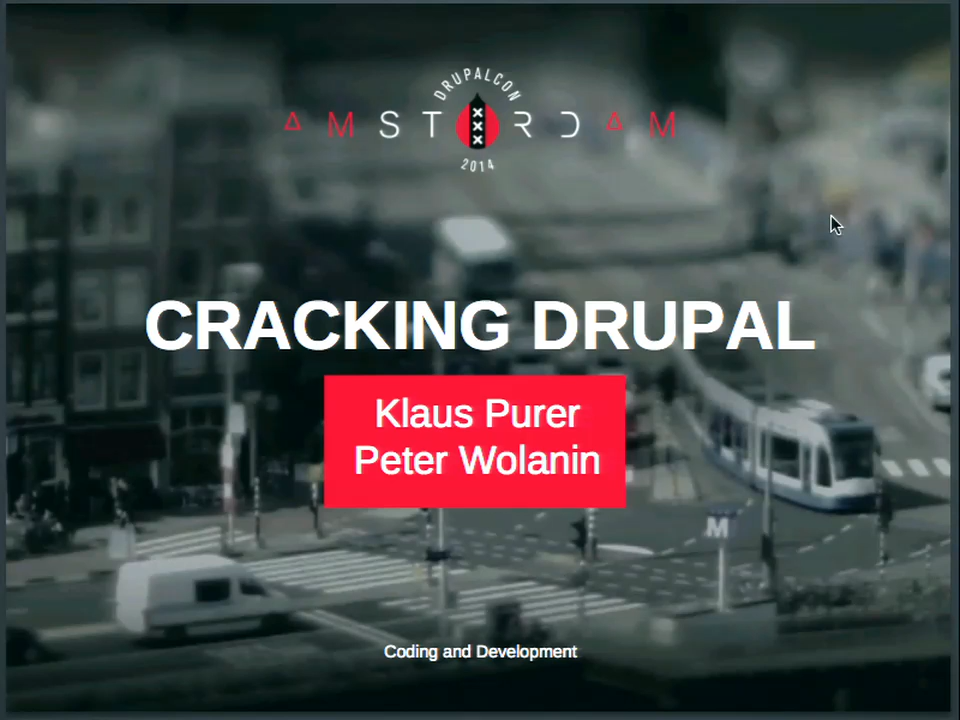 DRUPALCON
AMSTERDAM
2014
CRACKING DRUPAL
Klaus Purer
Peter Wolanin
M
Coding and Development